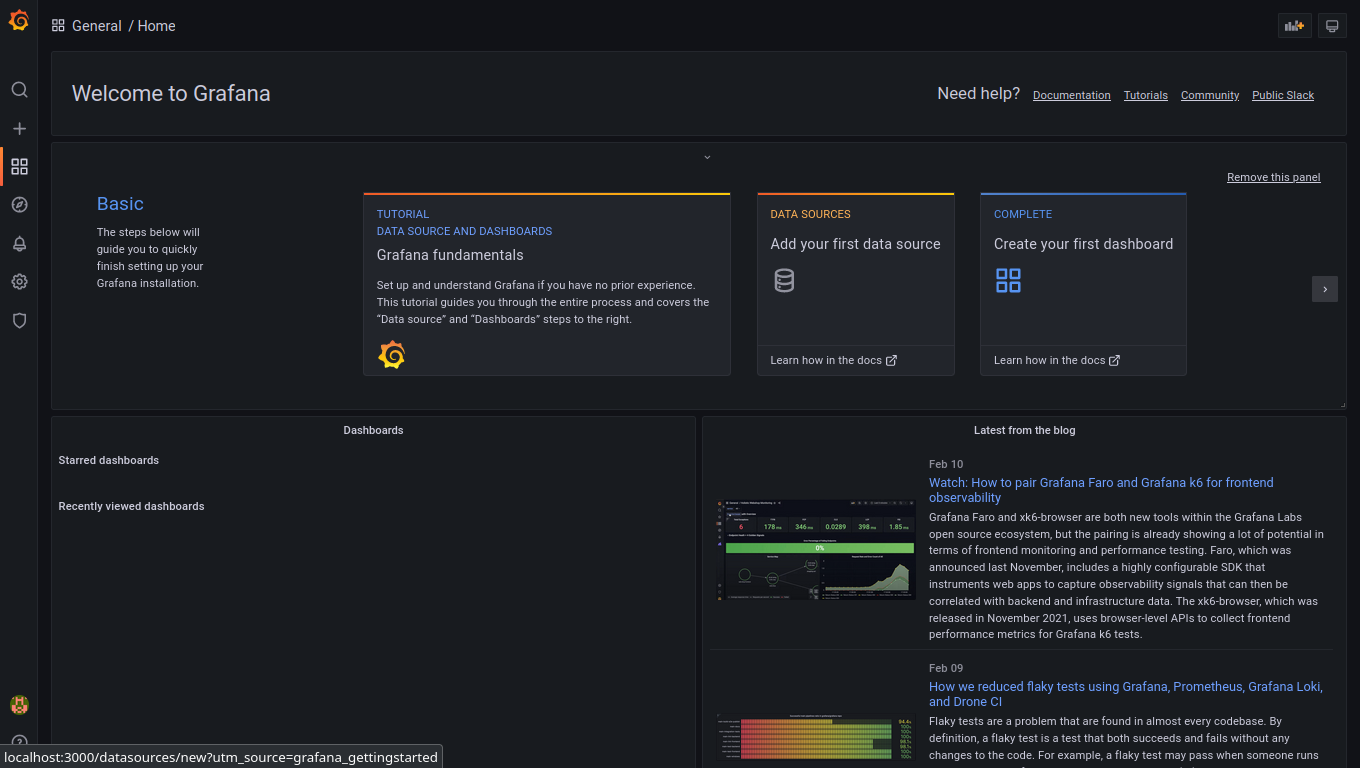 General / Home
Welcome to Grafana
Need help? Documentation Tutorials Community Public Slack
Remove this panel
Basic
The steps below will
guide you to quickly
finish setting up your
Grafana installation.
TUTORIAL
DATA SOURCE AND DASHBOARDS
Grafana fundamentals
Set up and understand Grafana if you have no prior experience.
This tutorial guides you through the entire process and covers the
“Data source” and “Dashboards” steps to the right.
DATA SOURCES
Add your first data source
Learn how in the docs
COMPLETE
Create your first dashboard
Learn how in the docs
Dashboards
Starred dashboards
Recently viewed dashboards
Latest from the blog
Feb 10
Watch: How to pair Grafana Faro and Grafana k6 for frontend
observability
Grafana Faro and xk6-browser are both new tools within the Grafana Labs
open source ecosystem, but the pairing is already showing a lot of potential in
terms of frontend monitoring and performance testing. Faro, which was
announced last November, includes a highly configurable SDK that
instruments web apps to capture observability signals that can then be
correlated with backend and infrastructure data. The xk6-browser, which was
released in November 2021, uses browser-level APIs to collect frontend
performance metrics for Grafana k6 tests.
6 178 ms 346 ms 0.0289 398 ms 1.85 ms
0%
Feb 09
How we reduced flaky tests using Grafana, Prometheus, Grafana Loki,
and Drone CI
Flaky tests are a problem that are found in almost every codebase. By
definition, a flaky test is a test that both succeeds and fails without any
changes to the code. For example, a flaky test may pass when someone runs
localhost:3000/datasources/new?utm_source=grafana_gettingstarted